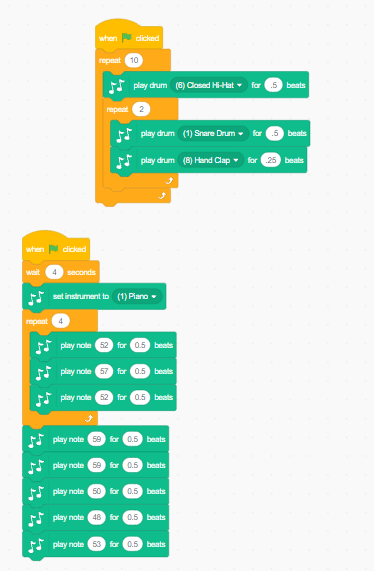 when clicked
repeat 10
play drum (6) Closed Hi-Hat for .5 beats
repeat 2
play drum (1) Snare Drum for .5 beats
play drum (8) Hand Clap for .25 beats
when clicked
wait 4 seconds
set instrument to (1) Piano
repeat 4
play note 52 for 0.5 beats
play note 57 for 0.5 beats
play note 52 for 0.5 beats
play note 59 for 0.5 beats
play note 59 for 0.5 beats
play note 50 for 0.5 beats
play note 48 for 0.5 beats
play note 53 for 0.5 beats